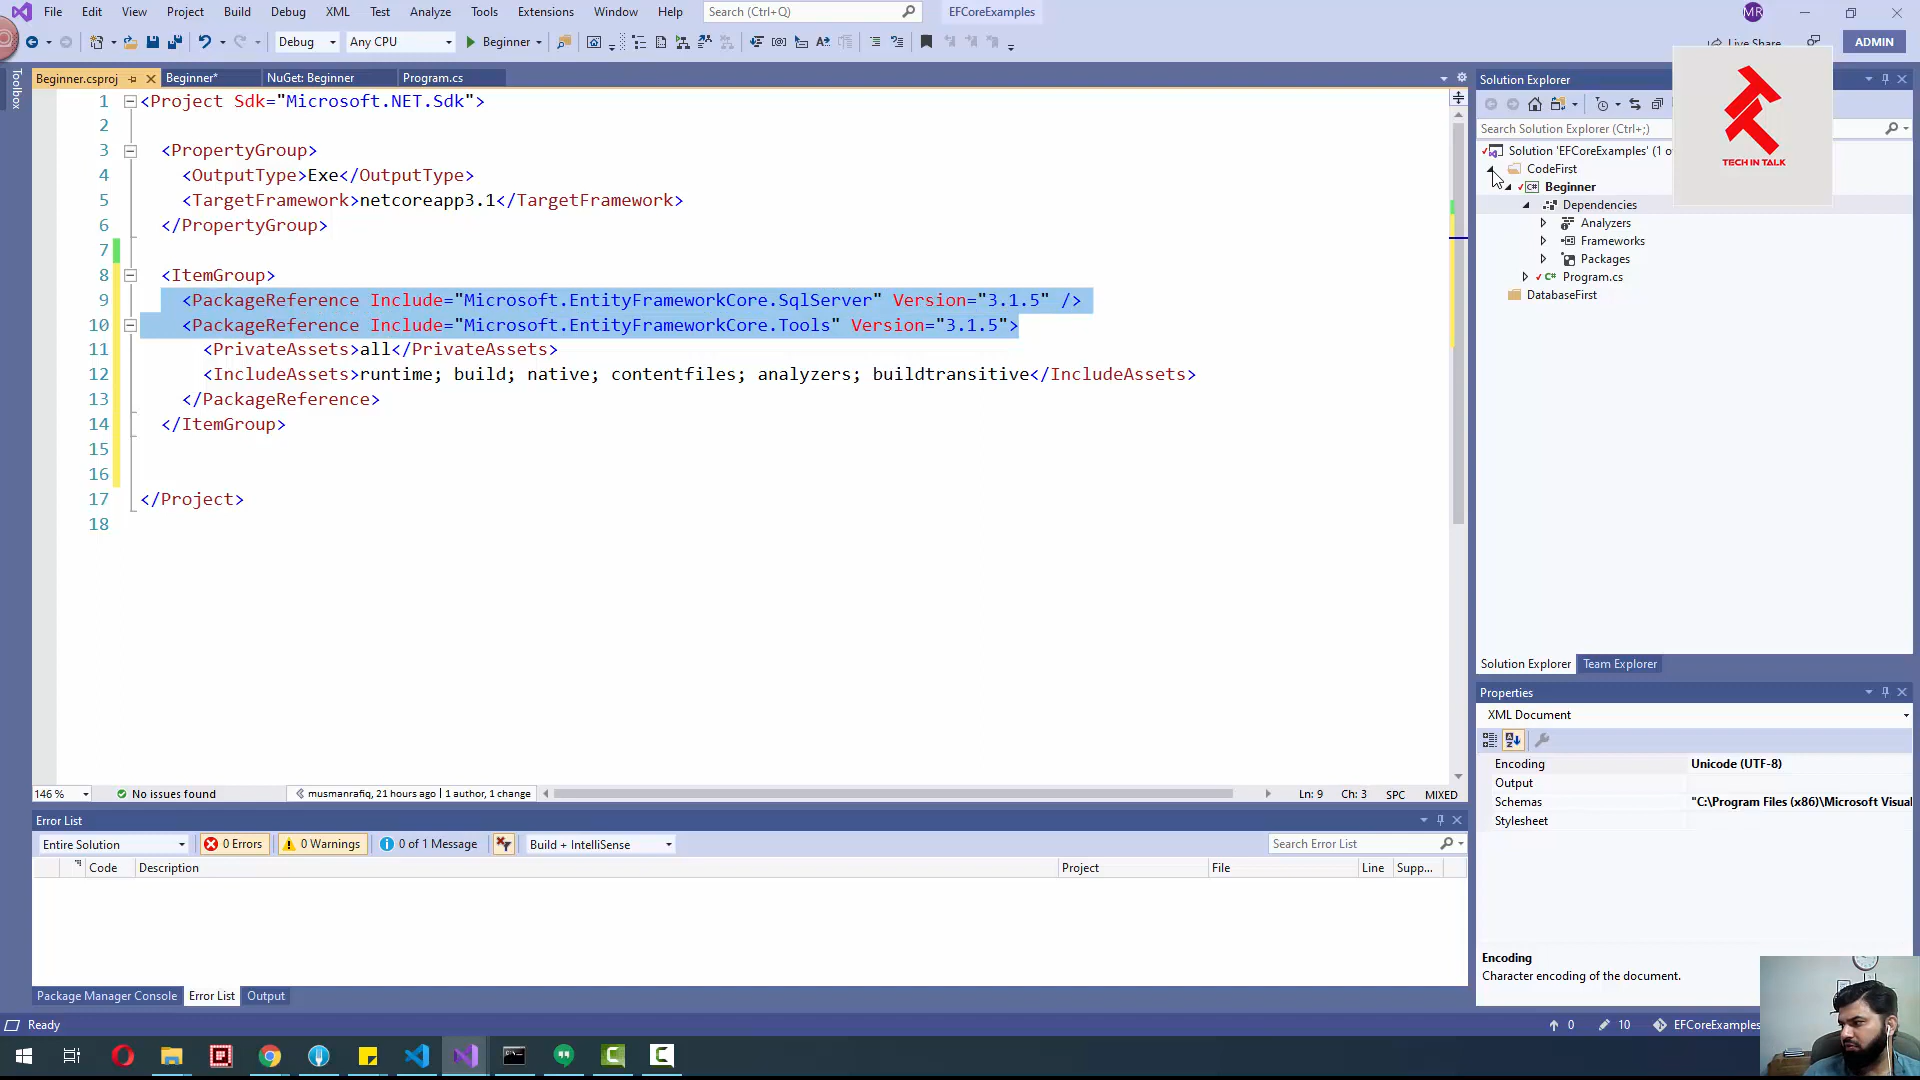 File Edit View Project Build Debug XML Test Analyze Tools Extensions Window Help Search (Ctrl+Q) EFCoreExamples MR
Debug Any CPU Beginner Live Share ADMIN
Toolbox
Beginner.csproj Beginner* NuGet: Beginner Program.cs
1 <Project Sdk="Microsoft.NET.Sdk">
2
3 <PropertyGroup>
4 <OutputType>Exe</OutputType>
5 <TargetFramework>netcoreapp3.1</TargetFramework>
6 </PropertyGroup>
7
8 <ItemGroup>
9 <PackageReference Include="Microsoft.EntityFrameworkCore.SqlServer" Version="3.1.5" />
10 <PackageReference Include="Microsoft.EntityFrameworkCore.Tools" Version="3.1.5">
11 <PrivateAssets>all</PrivateAssets>
12 <IncludeAssets>runtime; build; native; contentfiles; analyzers; buildtransitive</IncludeAssets>
13 </PackageReference>
14 </ItemGroup>
15
16
17 </Project>
18
146 % No issues found musmanrafiq, 21 hours ago | 1 author, 1 change Ln: 9 Ch: 3 SPC MIXED
Error List
Entire Solution 0 Errors 0 Warnings 0 of 1 Message Build + IntelliSense Search Error List
Code Description Project File Line Supp...
Package Manager Console Error List Output
Solution Explorer
Search Solution Explorer (Ctrl+;)
Solution 'EFCoreExamples' (1 o
CodeFirst
C# Beginner
Dependencies
Analyzers
Frameworks
Packages
C# Program.cs
DatabaseFirst
TECH IN TALK
Solution Explorer Team Explorer
Properties
XML Document
Encoding Unicode (UTF-8)
Output
Schemas "C:\Program Files (x86)\Microsoft Visual
Stylesheet
Encoding
Character encoding of the document.
Ready 0 10 EFCoreExamples